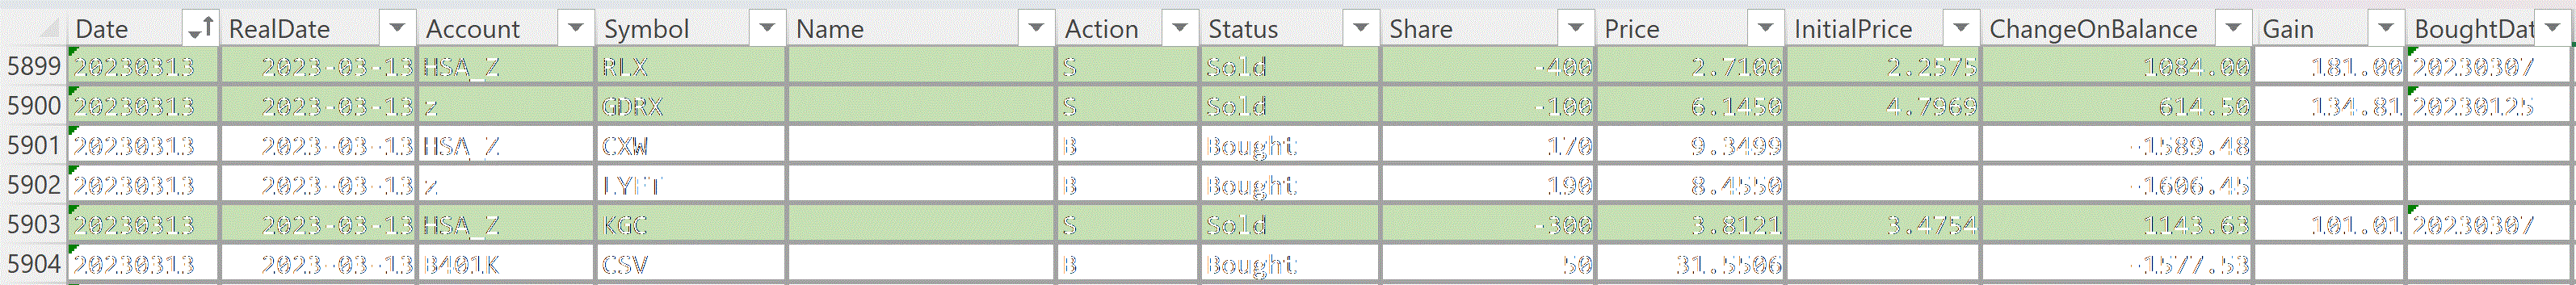 Date RealDate Account Symbol Name Action Status Share Price InitialPrice ChangeOnBalance Gain BoughtDat
5899 20230313 2023-03-13 HSA_Z RLX S Sold -400 2.7100 2.2575 1084.00 181.00 20230307
5900 20230313 2023-03-13 z GDRX S Sold -100 6.1450 4.7969 614.50 134.81 20230125
5901 20230313 2023-03-13 HSA_Z CXW B Bought 170 9.3499 -1589.48
5902 20230313 2023-03-13 z LYFT B Bought 190 8.4550 -1606.45
5903 20230313 2023-03-13 HSA_Z KGC S Sold -300 3.8121 3.4754 1143.63 101.01 20230307
5904 20230313 2023-03-13 B401K CSV B Bought 50 31.5506 -1577.53